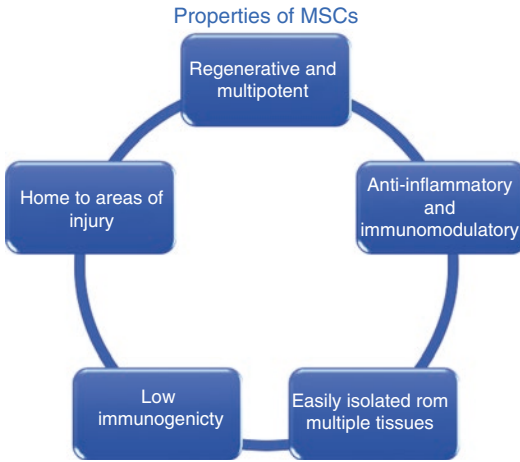 Properties of MSCs
Regenerative and
multipotent
Anti-inflammatory
and
immunomodulatory
Easily isolated rom
multiple tissues
Low
immunogenicty
Home to areas of
injury